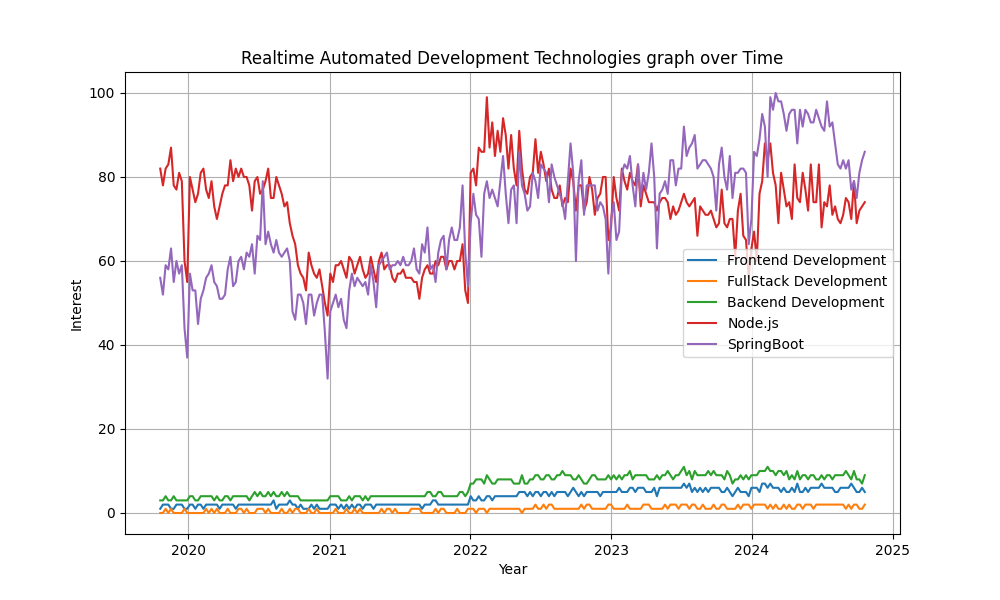 Realtime Automated Development Technologies graph over Time
100
80
60
40
20
0
Interest
Frontend Development
FullStack Development
Backend Development
Node.js
SpringBoot
2020 2021 2022 2023 2024 2025
Year